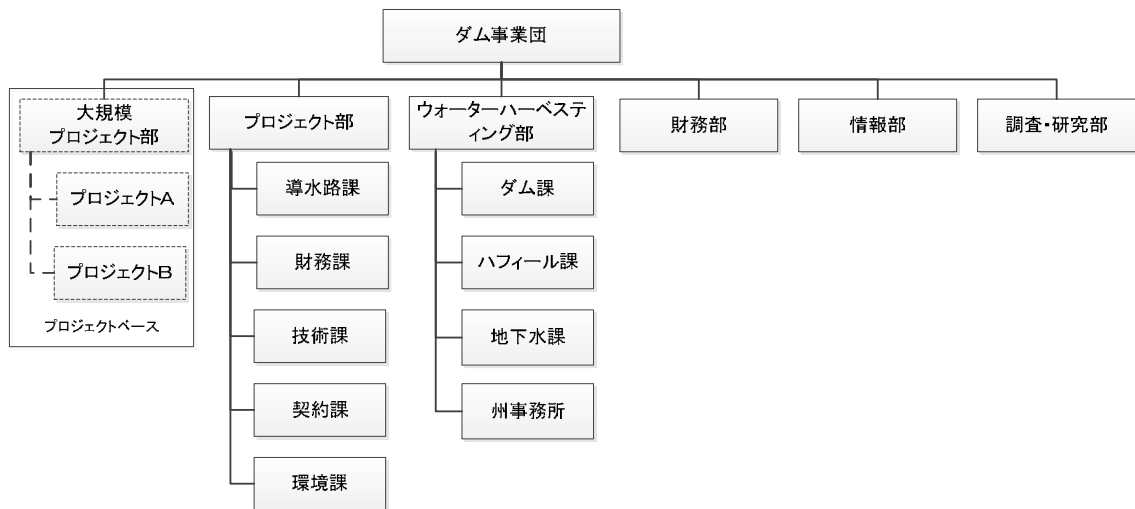 ダム事業団
大規模
プロジェクト部
プロジェクトA
プロジェクトB
プロジェクトベース
プロジェクト部
導水路課
財務課
技術課
契約課
環境課
ウォーターハーベスティ
ング部
ダム課
ハフィール課
地下水課
州事務所
財務部
情報部
調査・研究部